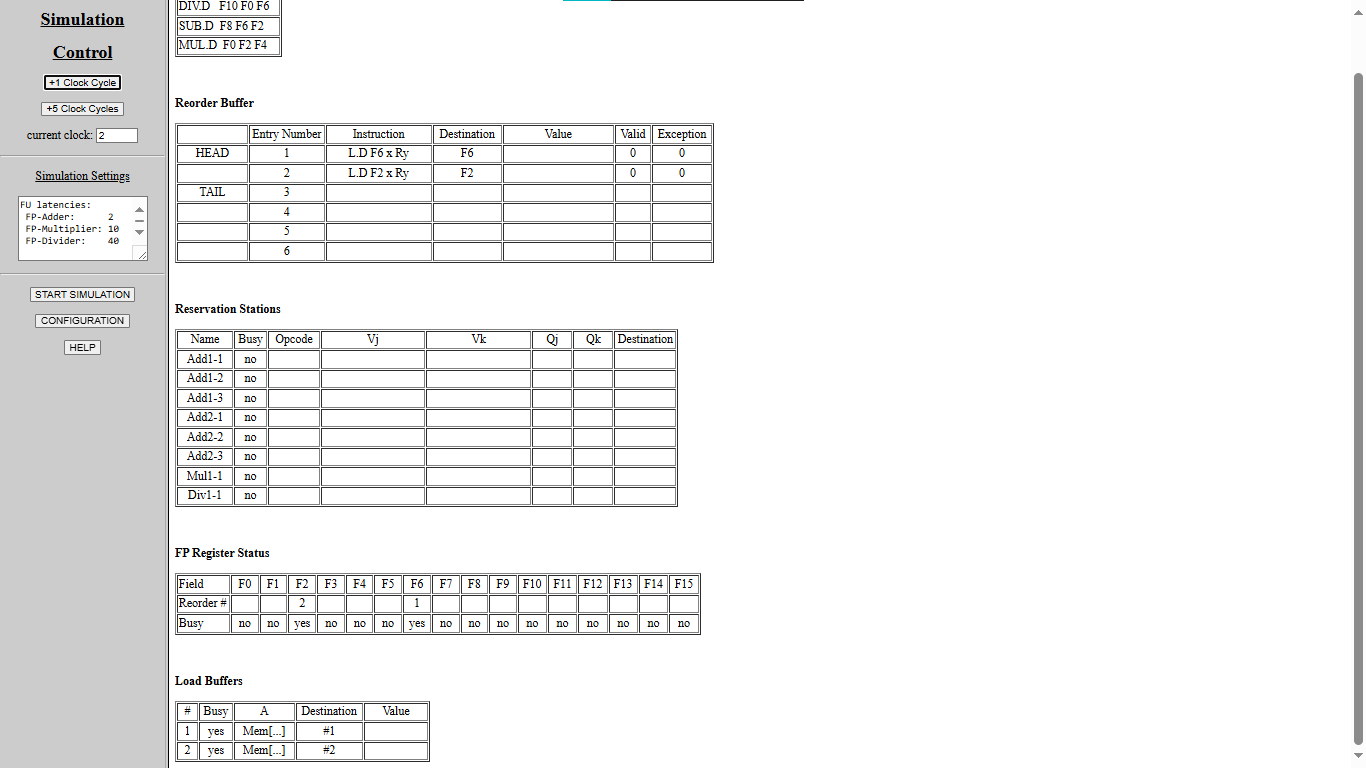 Simulation
Control
+1 Clock Cycle
+5 Clock Cycles
current clock: 2
Simulation Settings
FU latencies:
FP-Adder: 2
FP-Multiplier: 10
FP-Divider: 40
START SIMULATION
CONFIGURATION
HELP
DIV.D F10 F0 F6
SUB.D F8 F6 F2
MUL.D F0 F2 F4
Reorder Buffer
Entry Number Instruction Destination Value Valid Exception
HEAD 1 L.D F6 x Ry F6 0 0
2 L.D F2 x Ry F2 0 0
TAIL 3
4
5
6
Reservation Stations
Name Busy Opcode Vj Vk Qj Qk Destination
Add1-1 no
Add1-2 no
Add1-3 no
Add2-1 no
Add2-2 no
Add2-3 no
Mul1-1 no
Div1-1 no
FP Register Status
Field F0 F1 F2 F3 F4 F5 F6 F7 F8 F9 F10 F11 F12 F13 F14 F15
Reorder # 2 1
Busy no no yes no no no yes no no no no no no no no no
Load Buffers
# Busy A Destination Value
1 yes Mem[...] #1
2 yes Mem[...] #2